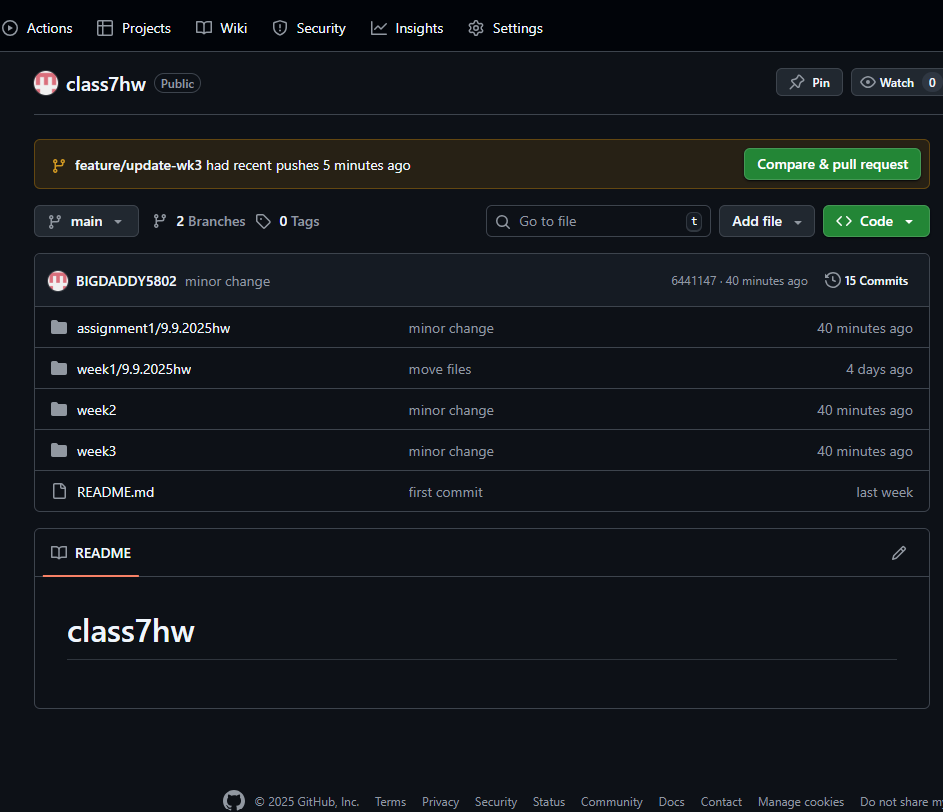 Actions Projects Wiki Security Insights Settings
class7hw Public Pin Watch 0
feature/update-wk3 had recent pushes 5 minutes ago Compare & pull request
main 2 Branches 0 Tags Go to file t Add file Code
BIGDADDY5802 minor change 6441147 · 40 minutes ago 15 Commits
assignment1/9.9.2025hw minor change 40 minutes ago
week1/9.9.2025hw move files 4 days ago
week2 minor change 40 minutes ago
week3 minor change 40 minutes ago
README.md first commit last week
README
class7hw
© 2025 GitHub, Inc. Terms Privacy Security Status Community Docs Contact Manage cookies Do not share m